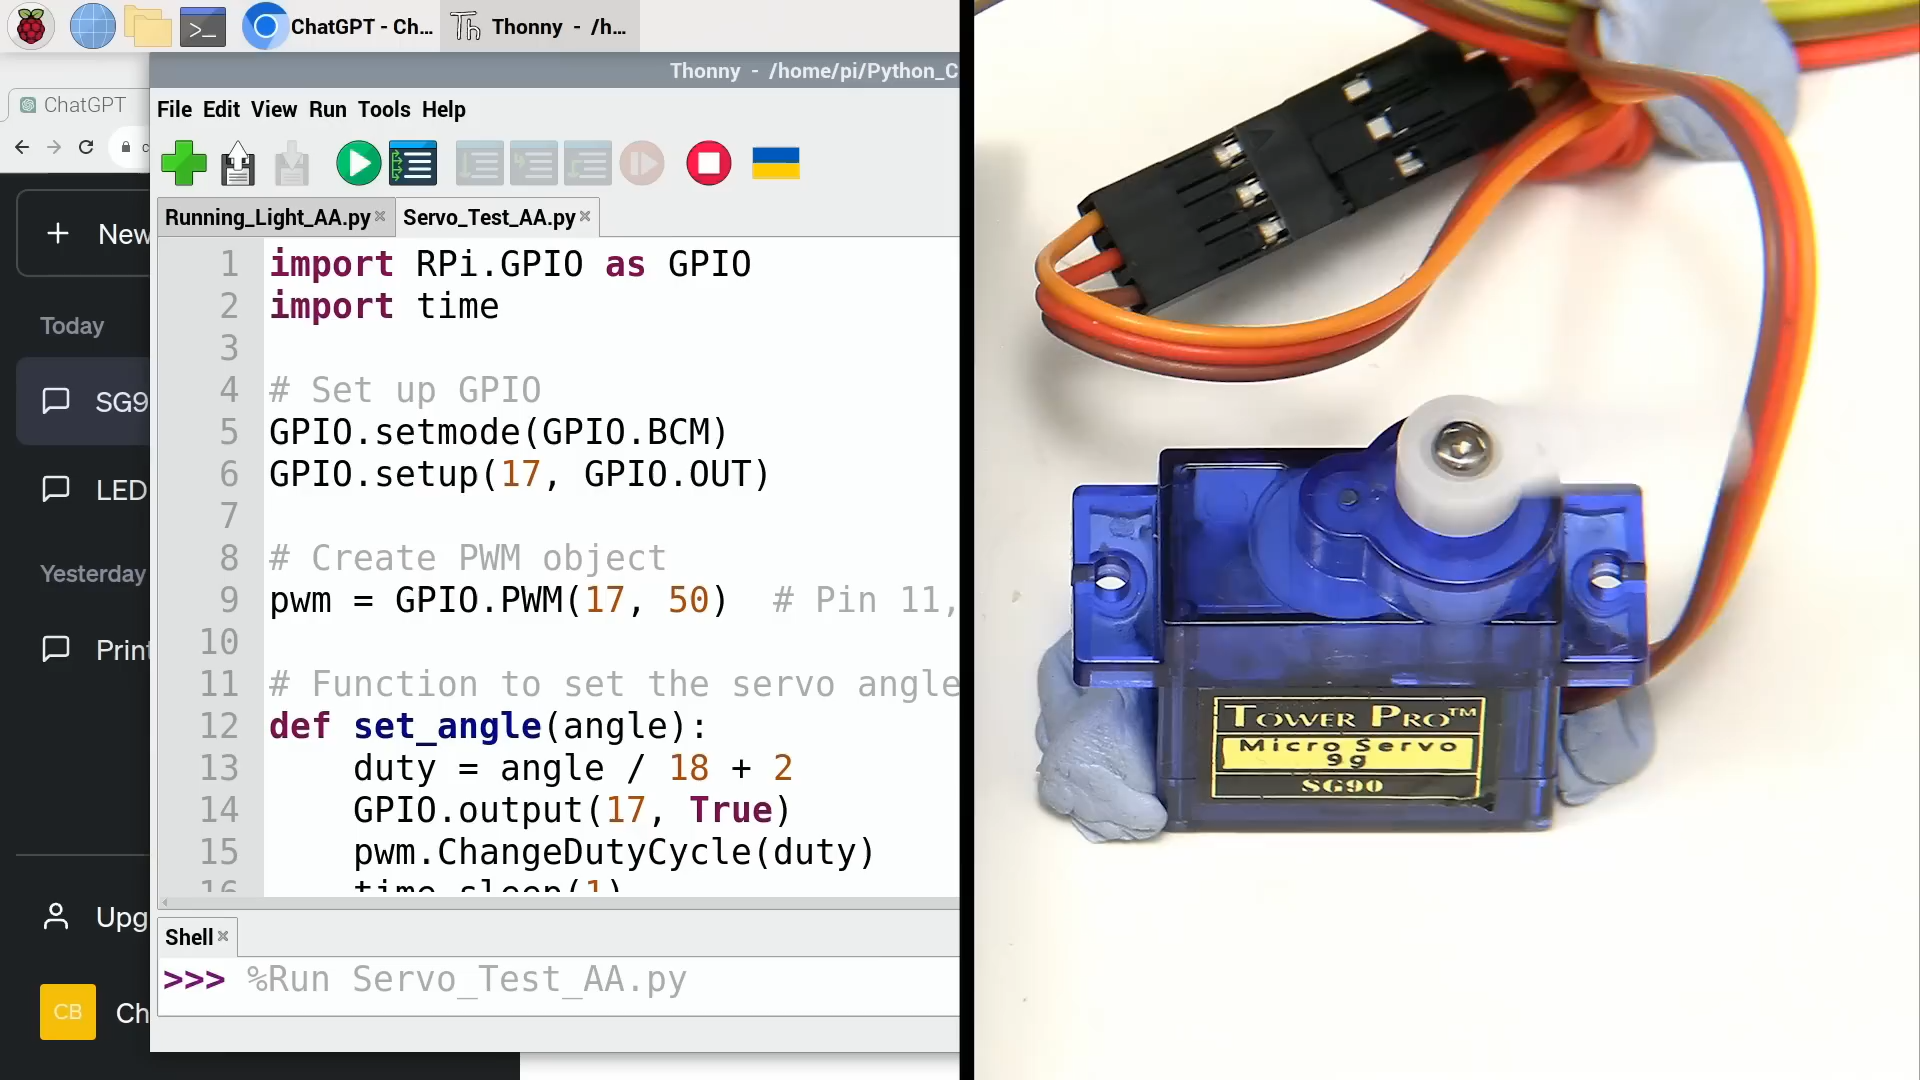 ChatGPT - Ch...
Thonny - /h...
Thonny - /home/pi/Python_C
ChatGPT
File Edit View Run Tools Help
New
Running_Light_AA.py
Servo_Test_AA.py
Today
SG9
LED
Yesterday
Print
Upg
CB
Ch
1 import RPi.GPIO as GPIO
2 import time
3
4 # Set up GPIO
5 GPIO.setmode(GPIO.BCM)
6 GPIO.setup(17, GPIO.OUT)
7
8 # Create PWM object
9 pwm = GPIO.PWM(17, 50)  # Pin 11,
10
11 # Function to set the servo angle
12 def set_angle(angle):
13     duty = angle / 18 + 2
14     GPIO.output(17, True)
15     pwm.ChangeDutyCycle(duty)
16     time.sleep(1)
Shell
>>> %Run Servo_Test_AA.py
TOWER PRO™
Micro Servo
9g
SG90